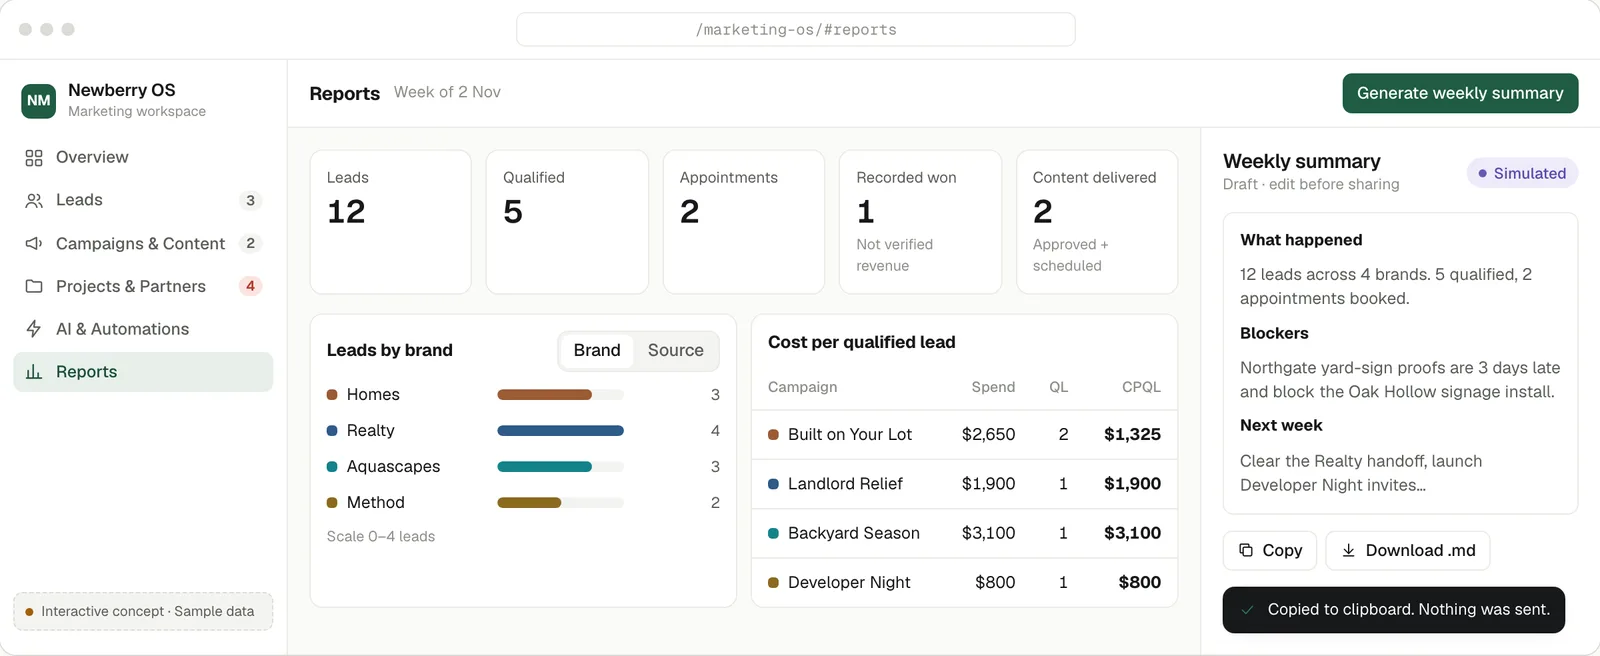 /marketing-os/#reports
NM
Newberry OS
Marketing workspace
Overview
Leads 3
Campaigns & Content 2
Projects & Partners 4
AI & Automations
Reports
Interactive concept · Sample data
Reports Week of 2 Nov
Generate weekly summary
Leads
12
Qualified
5
Appointments
2
Recorded won
1
Not verified
revenue
Content delivered
2
Approved +
scheduled
Leads by brand
Brand Source
Homes 3
Realty 4
Aquascapes 3
Method 2
Scale 0–4 leads
Cost per qualified lead
Campaign Spend QL CPQL
Built on Your Lot $2,650 2 $1,325
Landlord Relief $1,900 1 $1,900
Backyard Season $3,100 1 $3,100
Developer Night $800 1 $800
Weekly summary
Draft · edit before sharing
Simulated
What happened
12 leads across 4 brands. 5 qualified, 2
appointments booked.
Blockers
Northgate yard-sign proofs are 3 days late
and block the Oak Hollow signage install.
Next week
Clear the Realty handoff, launch
Developer Night invites…
Copy
Download .md
Copied to clipboard. Nothing was sent.